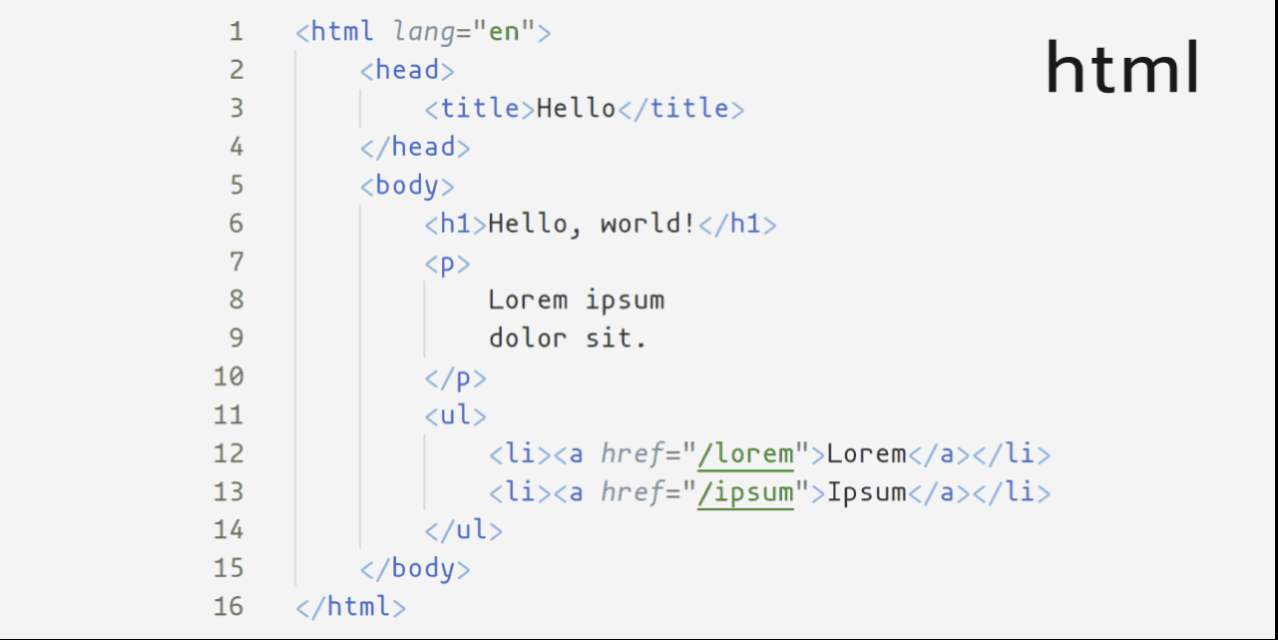 html
1 <html lang="en">
2     <head>
3         <title>Hello</title>
4     </head>
5     <body>
6         <h1>Hello, world!</h1>
7         <p>
8             Lorem ipsum
9             dolor sit.
10         </p>
11         <ul>
12             <li><a href="/lorem">Lorem</a></li>
13             <li><a href="/ipsum">Ipsum</a></li>
14         </ul>
15     </body>
16 </html>